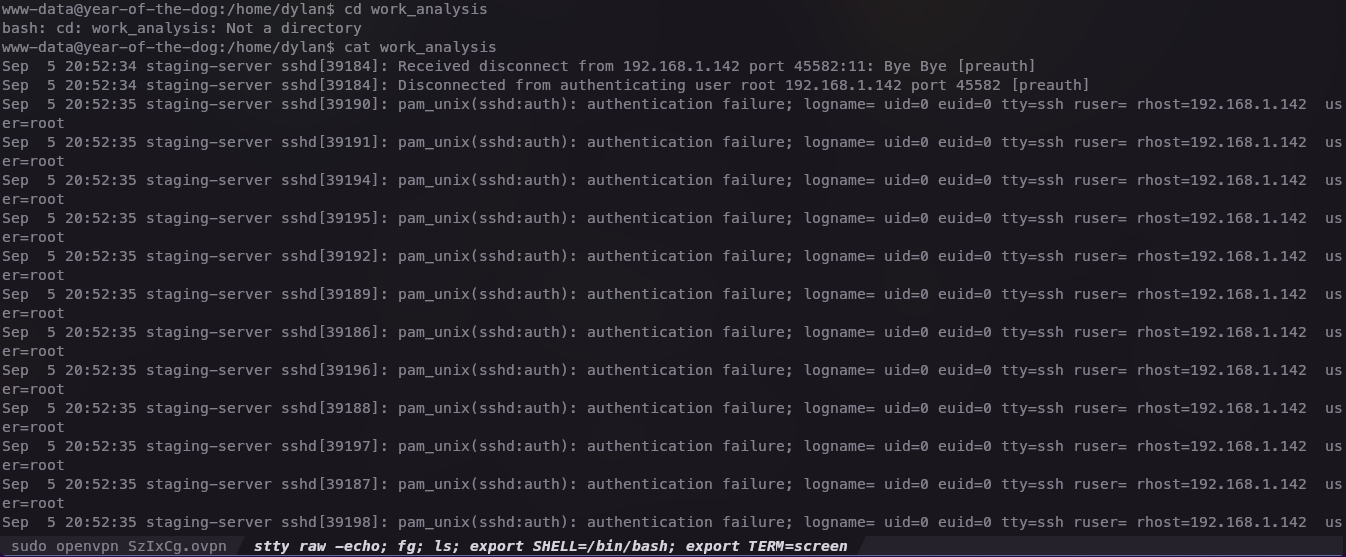 www-data@year-of-the-dog:/home/dylan$ cd work_analysis
bash: cd: work_analysis: Not a directory
www-data@year-of-the-dog:/home/dylan$ cat work_analysis
Sep  5 20:52:34 staging-server sshd[39184]: Received disconnect from 192.168.1.142 port 45582:11: Bye Bye [preauth]
Sep  5 20:52:34 staging-server sshd[39184]: Disconnected from authenticating user root 192.168.1.142 port 45582 [preauth]
Sep  5 20:52:35 staging-server sshd[39190]: pam_unix(sshd:auth): authentication failure; logname= uid=0 euid=0 tty=ssh ruser= rhost=192.168.1.142  us
er=root
Sep  5 20:52:35 staging-server sshd[39191]: pam_unix(sshd:auth): authentication failure; logname= uid=0 euid=0 tty=ssh ruser= rhost=192.168.1.142  us
er=root
Sep  5 20:52:35 staging-server sshd[39194]: pam_unix(sshd:auth): authentication failure; logname= uid=0 euid=0 tty=ssh ruser= rhost=192.168.1.142  us
er=root
Sep  5 20:52:35 staging-server sshd[39195]: pam_unix(sshd:auth): authentication failure; logname= uid=0 euid=0 tty=ssh ruser= rhost=192.168.1.142  us
er=root
Sep  5 20:52:35 staging-server sshd[39192]: pam_unix(sshd:auth): authentication failure; logname= uid=0 euid=0 tty=ssh ruser= rhost=192.168.1.142  us
er=root
Sep  5 20:52:35 staging-server sshd[39189]: pam_unix(sshd:auth): authentication failure; logname= uid=0 euid=0 tty=ssh ruser= rhost=192.168.1.142  us
er=root
Sep  5 20:52:35 staging-server sshd[39186]: pam_unix(sshd:auth): authentication failure; logname= uid=0 euid=0 tty=ssh ruser= rhost=192.168.1.142  us
er=root
Sep  5 20:52:35 staging-server sshd[39196]: pam_unix(sshd:auth): authentication failure; logname= uid=0 euid=0 tty=ssh ruser= rhost=192.168.1.142  us
er=root
Sep  5 20:52:35 staging-server sshd[39188]: pam_unix(sshd:auth): authentication failure; logname= uid=0 euid=0 tty=ssh ruser= rhost=192.168.1.142  us
er=root
Sep  5 20:52:35 staging-server sshd[39197]: pam_unix(sshd:auth): authentication failure; logname= uid=0 euid=0 tty=ssh ruser= rhost=192.168.1.142  us
er=root
Sep  5 20:52:35 staging-server sshd[39187]: pam_unix(sshd:auth): authentication failure; logname= uid=0 euid=0 tty=ssh ruser= rhost=192.168.1.142  us
er=root
Sep  5 20:52:35 staging-server sshd[39198]: pam_unix(sshd:auth): authentication failure; logname= uid=0 euid=0 tty=ssh ruser= rhost=192.168.1.142  us
sudo openvpn SzIxCg.ovpn stty raw -echo; fg; ls; export SHELL=/bin/bash; export TERM=screen